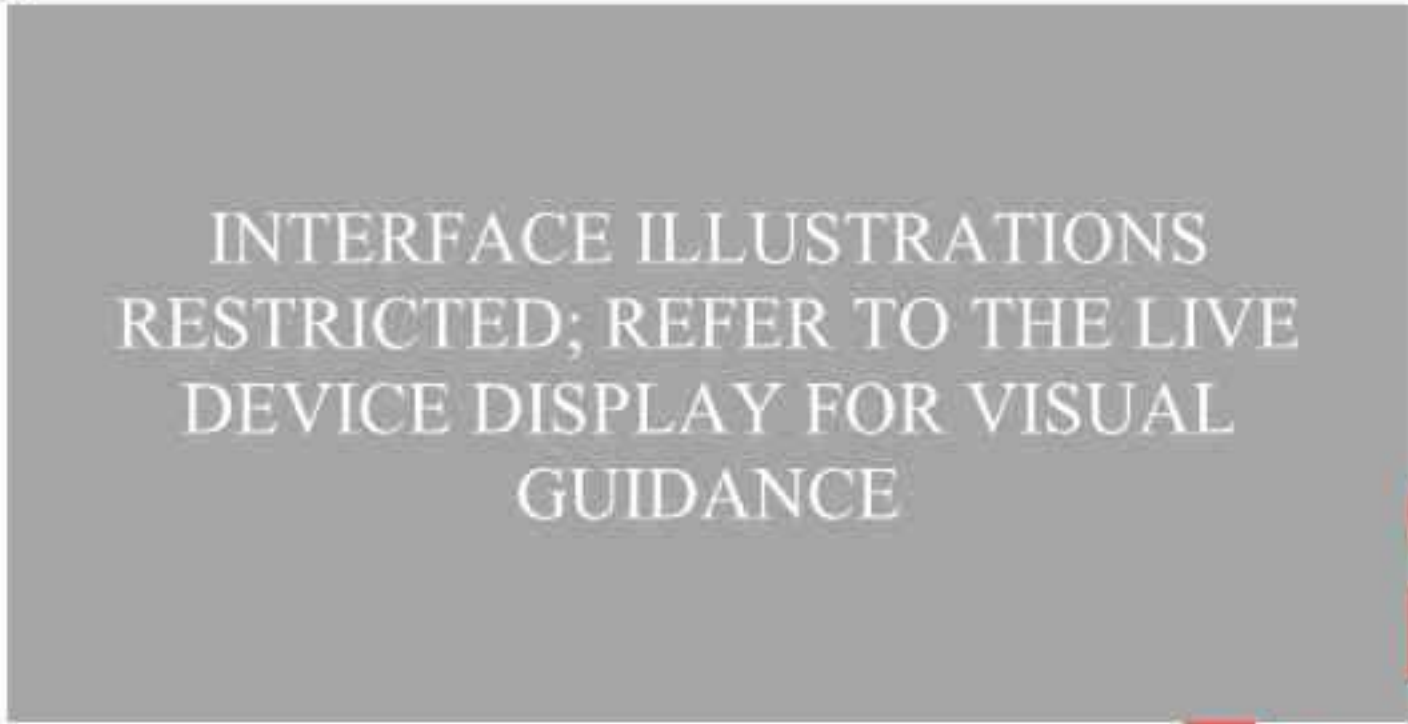 INTERFACE ILLUSTRATIONS
RESTRICTED; REFER TO THE LIVE
DEVICE DISPLAY FOR VISUAL
GUIDANCE